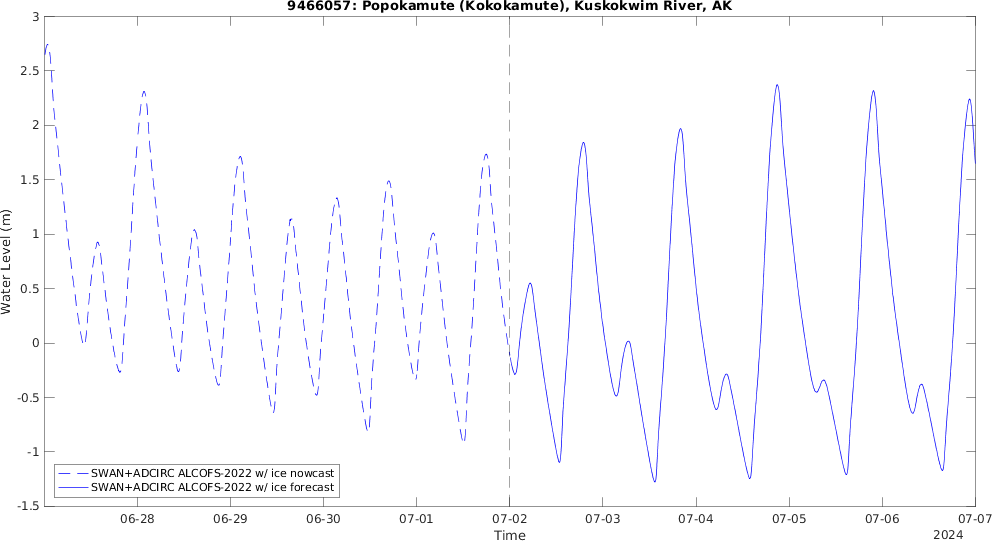 9466057: Popokamute (Kokokamute), Kuskokwim River, AK
3
2.5
2
1.5
1
0.5
0
-0.5
-1
-1.5
Water Level (m)
SWAN+ADCIRC ALCOFS-2022 w/ ice nowcast
SWAN+ADCIRC ALCOFS-2022 w/ ice forecast
06-28 06-29 06-30 07-01 07-02 07-03 07-04 07-05 07-06 07-07
Time
2024